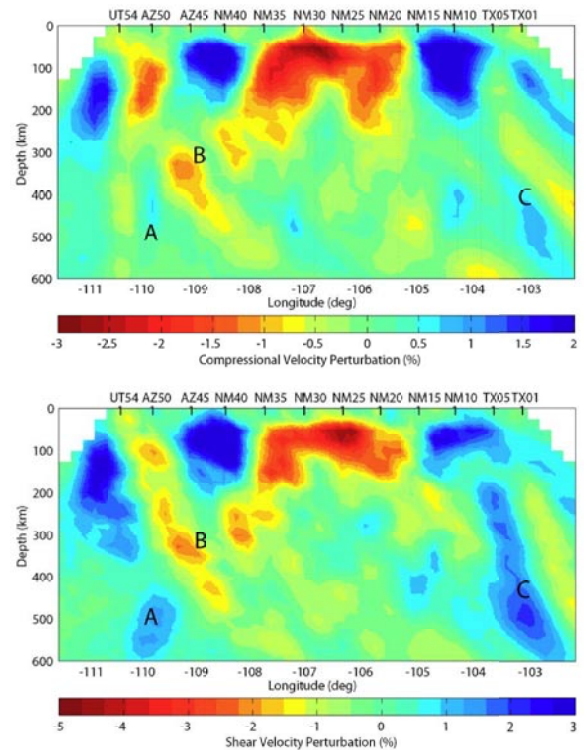 UT54 AZ50 AZ45 NM40 NM35 NM30 NM25 NM20 NM15 NM10 TX05 TX01
0
100
200
300
400
500
600
Depth (km)
B
A
C
-111 -110 -109 -108 -107 -106 -105 -104 -103
Longitude (deg)
-3 -2.5 -2 -1.5 -1 -0.5 0 0.5 1 1.5 2
Compressional Velocity Perturbation (%)
UT54 AZ50 AZ45 NM40 NM35 NM30 NM25 NM20 NM15 NM10 TX05 TX01
0
100
200
300
400
500
600
Depth (km)
B
A
C
-111 -110 -109 -108 -107 -106 -105 -104 -103
Longitude (deg)
-5 -4 -3 -2 -1 0 1 2 3
Shear Velocity Perturbation (%)